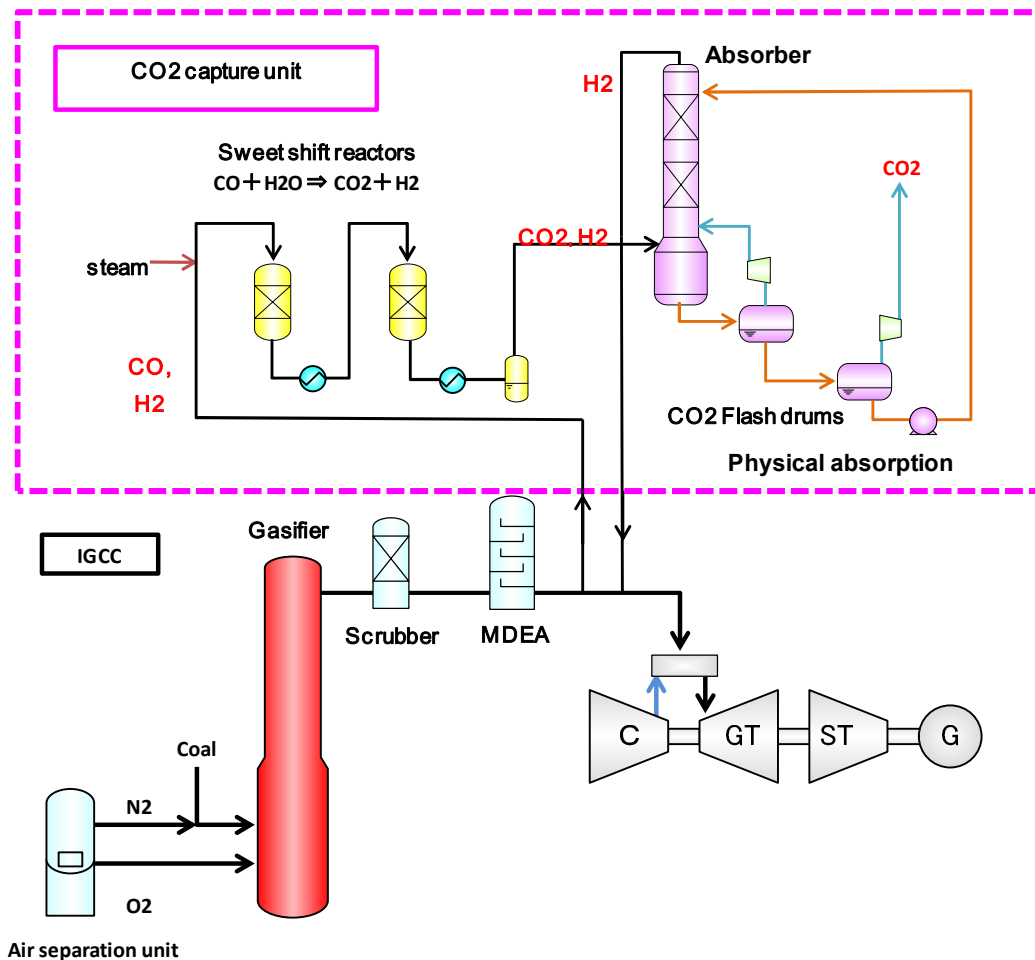 CO2 capture unit
Absorber
H2
Sweet shift reactors
CO+H2O ⇒ CO2+H2
CO2
CO2,H2
steam
CO,
H2
CO2 Flash drums
Physical absorption
IGCC
Gasifier
Scrubber
MDEA
C
GT
ST
G
Coal
N2
O2
Air separation unit